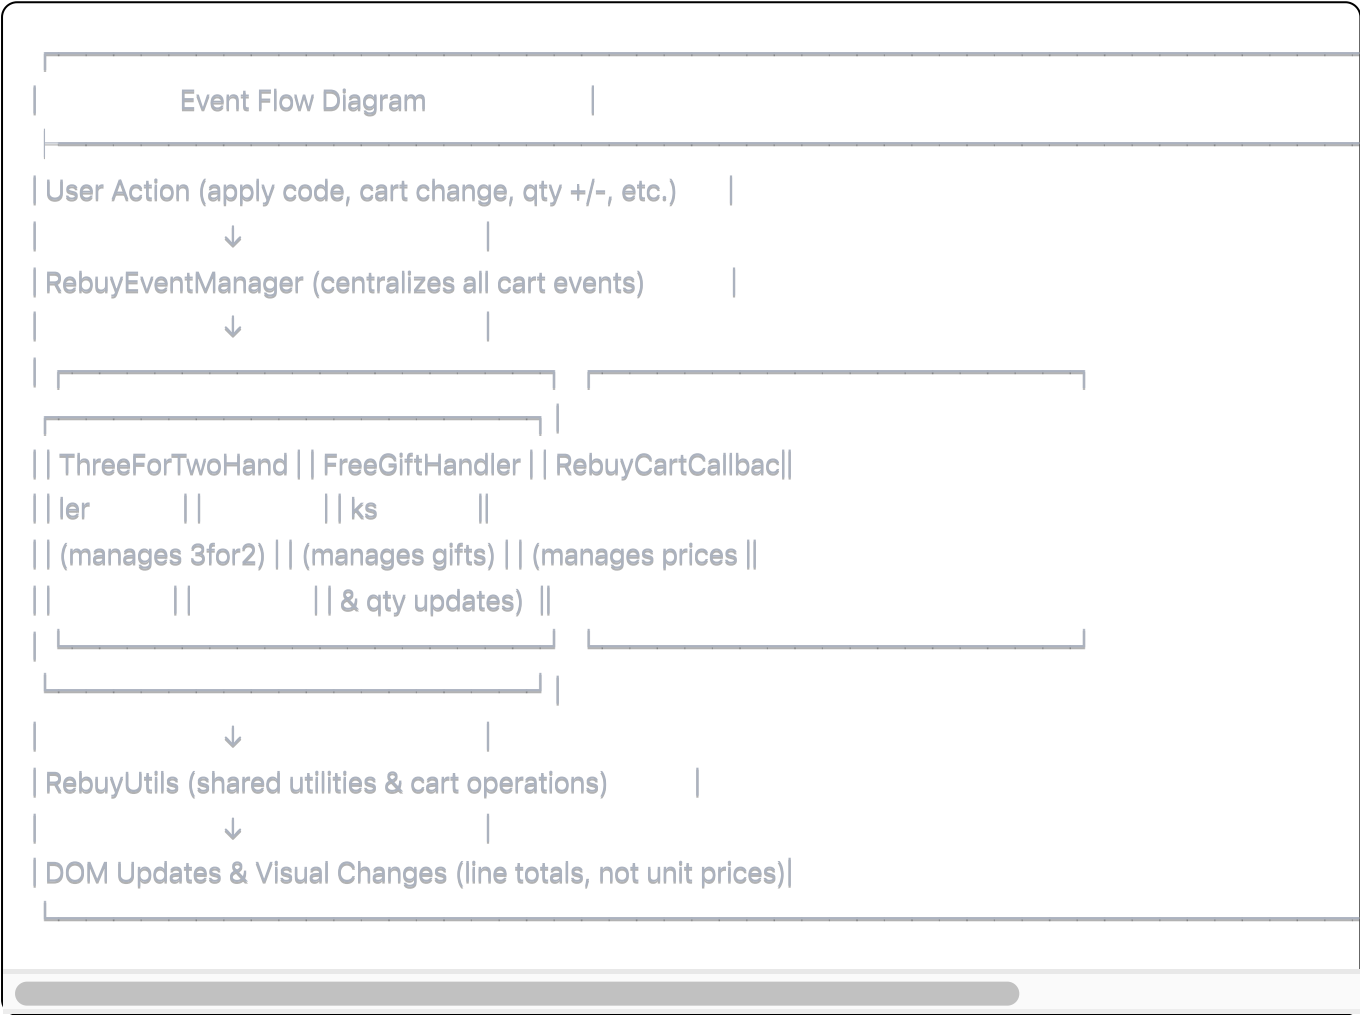 Event Flow Diagram
User Action (apply code, cart change, qty +/-, etc.)
↓
RebuyEventManager (centralizes all cart events)
↓
││ ThreeForTwoHand ││ FreeGiftHandler ││ RebuyCartCallbac││
││ ler ││ ││ ks ││
││ (manages 3for2) ││ (manages gifts) ││ (manages prices ││
││ ││ ││ & qty updates) ││
↓
RebuyUtils (shared utilities & cart operations)
↓
DOM Updates & Visual Changes (line totals, not unit prices)